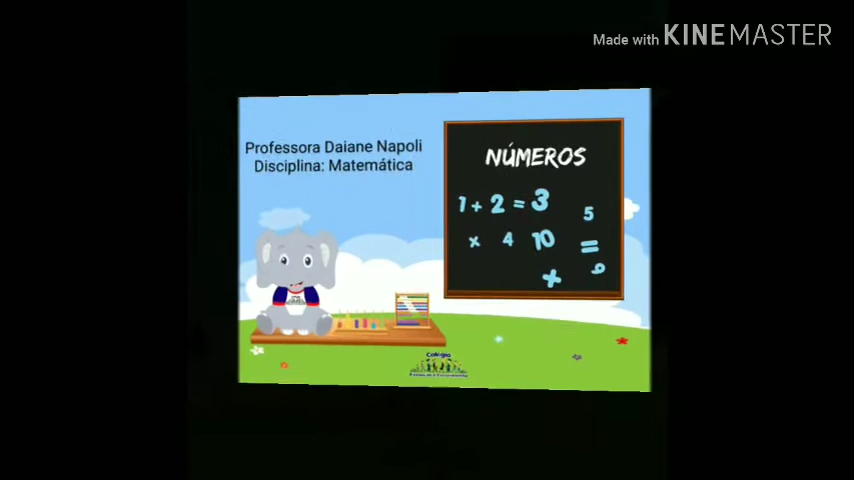 Made with KINEMASTER
Professora Daiane Napoli
Disciplina: Matemática
NÚMEROS
1 + 2 = 3
5
x 4 10
=
+
9
Colégio